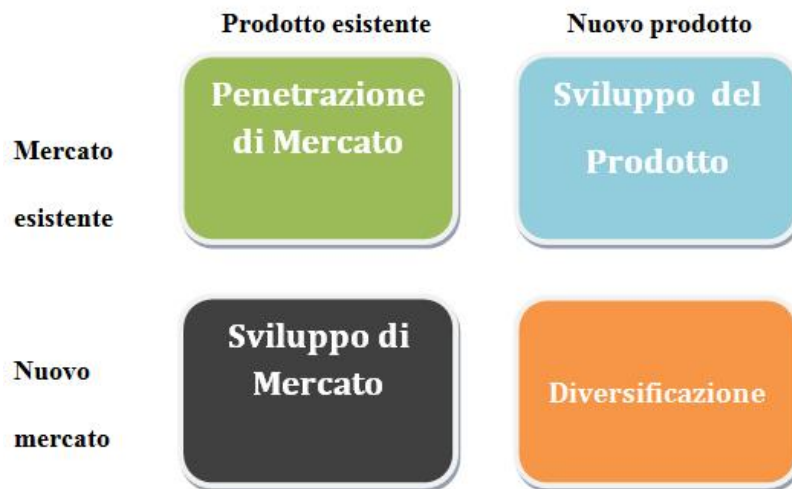 Prodotto esistente
Nuovo prodotto
Mercato
esistente
Penetrazione
di Mercato
Sviluppo del
Prodotto
Nuovo
mercato
Sviluppo di
Mercato
Diversificazione